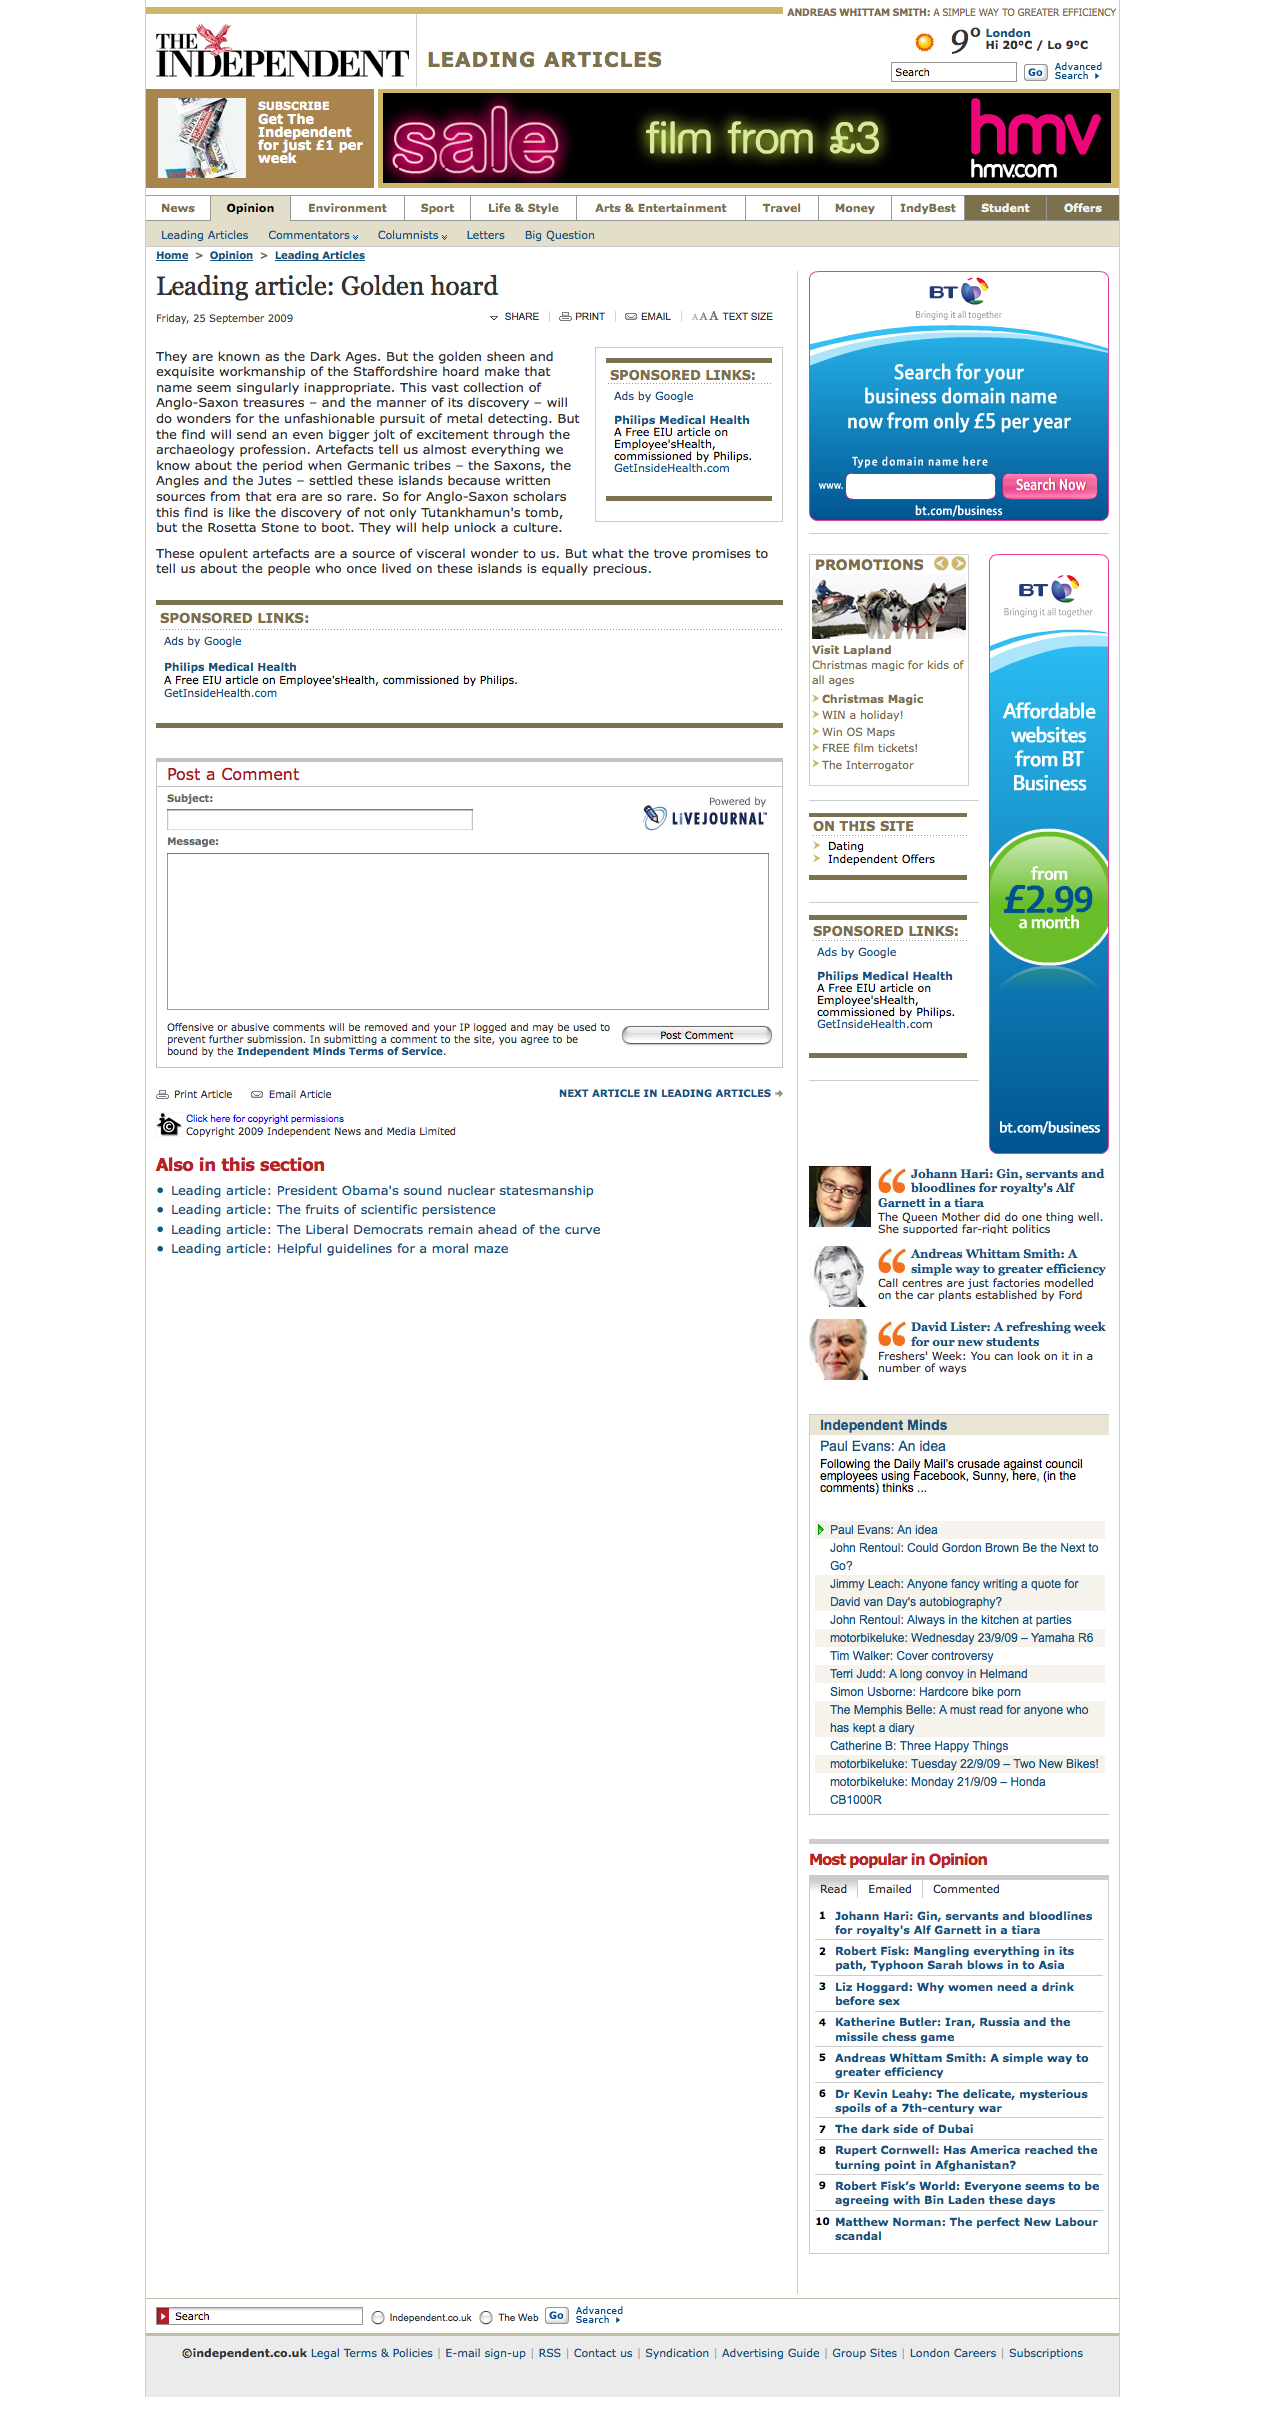 ANDREAS WHITTAM SMITH: A SIMPLE WAY TO GREATER EFFICIENCY
THE
INDEPENDENT
LEADING ARTICLES
9° London
Hi 20°C / Lo 9°C
Search
Go
Advanced
Search
SUBSCRIBE
Get The
Independent
for just £1 per
week
sale
film from £3
hmv
hmv.com
News Opinion Environment Sport Life & Style Arts & Entertainment Travel Money IndyBest Student Offers
Leading Articles Commentators Columnists Letters Big Question
Home > Opinion > Leading Articles
Leading article: Golden hoard
Friday, 25 September 2009
SHARE PRINT EMAIL AAA TEXT SIZE
They are known as the Dark Ages. But the golden sheen and
exquisite workmanship of the Staffordshire hoard make that
name seem singularly inappropriate. This vast collection of
Anglo-Saxon treasures – and the manner of its discovery – will
do wonders for the unfashionable pursuit of metal detecting. But
the find will send an even bigger jolt of excitement through the
archaeology profession. Artefacts tell us almost everything we
know about the period when Germanic tribes – the Saxons, the
Angles and the Jutes – settled these islands because written
sources from that era are so rare. So for Anglo-Saxon scholars
this find is like the discovery of not only Tutankhamun's tomb,
but the Rosetta Stone to boot. They will help unlock a culture.
SPONSORED LINKS:
Ads by Google
Philips Medical Health
A Free EIU article on
Employee'sHealth,
commissioned by Philips.
GetInsideHealth.com
These opulent artefacts are a source of visceral wonder to us. But what the trove promises to
tell us about the people who once lived on these islands is equally precious.
SPONSORED LINKS:
Ads by Google
Philips Medical Health
A Free EIU article on Employee'sHealth, commissioned by Philips.
GetInsideHealth.com
Post a Comment
Subject:
Powered by
LIVEJOURNAL
Message:
Offensive or abusive comments will be removed and your IP logged and may be used to
prevent further submission. In submitting a comment to the site, you agree to be
bound by the Independent Minds Terms of Service.
Post Comment
Print Article Email Article
NEXT ARTICLE IN LEADING ARTICLES
Click here for copyright permissions
Copyright 2009 Independent News and Media Limited
Also in this section
Leading article: President Obama's sound nuclear statesmanship
Leading article: The fruits of scientific persistence
Leading article: The Liberal Democrats remain ahead of the curve
Leading article: Helpful guidelines for a moral maze
BT
Bringing it all together
Search for your
business domain name
now from only £5 per year
Type domain name here
www.
Search Now
bt.com/business
PROMOTIONS
Visit Lapland
Christmas magic for kids of
all ages
Christmas Magic
WIN a holiday!
Win OS Maps
FREE film tickets!
The Interrogator
ON THIS SITE
Dating
Independent Offers
SPONSORED LINKS:
Ads by Google
Philips Medical Health
A Free EIU article on
Employee'sHealth,
commissioned by Philips.
GetInsideHealth.com
BT
Bringing it all together
Affordable
websites
from BT
Business
from
£2.99
a month
bt.com/business
Johann Hari: Gin, servants and
bloodlines for royalty's Alf
Garnett in a tiara
The Queen Mother did do one thing well.
She supported far-right politics
Andreas Whittam Smith: A
simple way to greater efficiency
Call centres are just factories modelled
on the car plants established by Ford
David Lister: A refreshing week
for our new students
Freshers' Week: You can look on it in a
number of ways
Independent Minds
Paul Evans: An idea
Following the Daily Mail's crusade against council
employees using Facebook, Sunny, here, (in the
comments) thinks ...
Paul Evans: An idea
John Rentoul: Could Gordon Brown Be the Next to
Go?
Jimmy Leach: Anyone fancy writing a quote for
David van Day's autobiography?
John Rentoul: Always in the kitchen at parties
motorbikeluke: Wednesday 23/9/09 – Yamaha R6
Tim Walker: Cover controversy
Terri Judd: A long convoy in Helmand
Simon Usborne: Hardcore bike porn
The Memphis Belle: A must read for anyone who
has kept a diary
Catherine B: Three Happy Things
motorbikeluke: Tuesday 22/9/09 – Two New Bikes!
motorbikeluke: Monday 21/9/09 – Honda
CB1000R
Most popular in Opinion
Read Emailed Commented
1 Johann Hari: Gin, servants and bloodlines
for royalty's Alf Garnett in a tiara
2 Robert Fisk: Mangling everything in its
path, Typhoon Sarah blows in to Asia
3 Liz Hoggard: Why women need a drink
before sex
4 Katherine Butler: Iran, Russia and the
missile chess game
5 Andreas Whittam Smith: A simple way to
greater efficiency
6 Dr Kevin Leahy: The delicate, mysterious
spoils of a 7th-century war
7 The dark side of Dubai
8 Rupert Cornwell: Has America reached the
turning point in Afghanistan?
9 Robert Fisk's World: Everyone seems to be
agreeing with Bin Laden these days
10 Matthew Norman: The perfect New Labour
scandal
Search
Independent.co.uk The Web Go
Advanced
Search
©independent.co.uk Legal Terms & Policies | E-mail sign-up | RSS | Contact us | Syndication | Advertising Guide | Group Sites | London Careers | Subscriptions